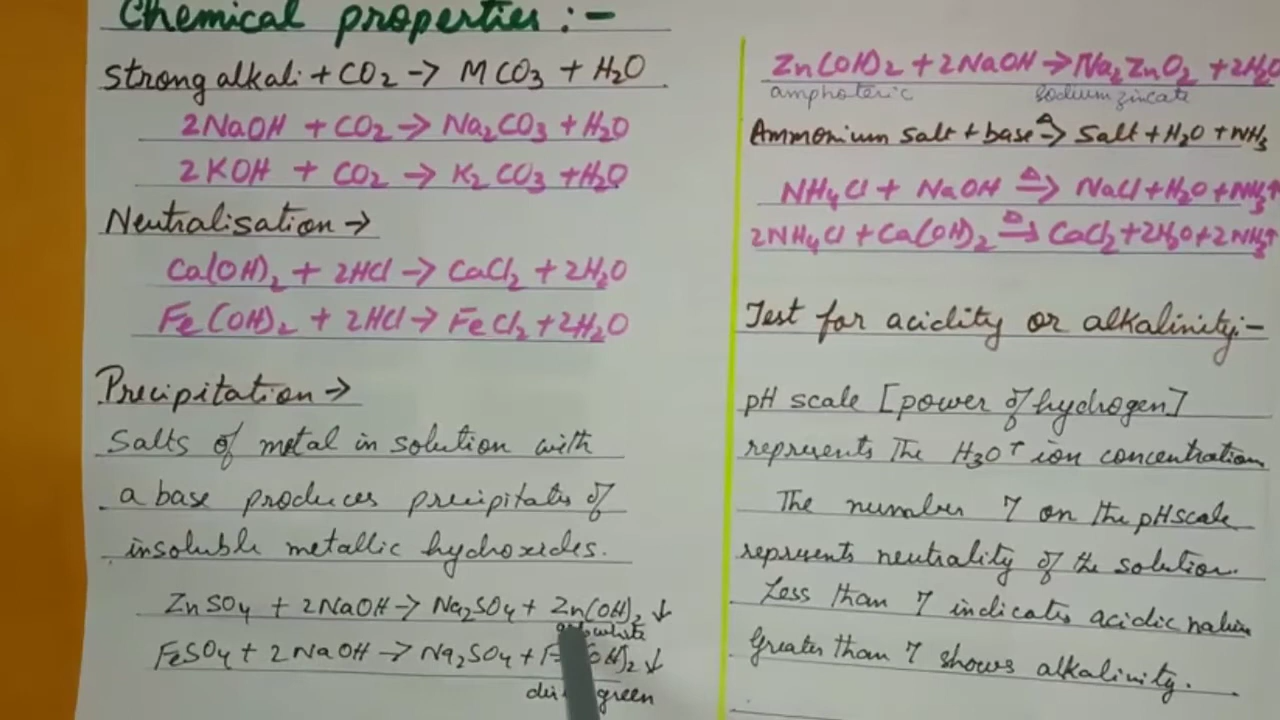 Chemical properties :-
Strong alkali + CO2 → MCO3 + H2O
2NaOH + CO2 → Na2CO3 + H2O
2KOH + CO2 → K2CO3 + H2O
Neutralisation →
Ca(OH)2 + 2HCl → CaCl2 + 2H2O
Fe(OH)2 + 2HCl → FeCl2 + 2H2O
Precipitation →
Salts of metal in solution with
a base produces precipitates of
insoluble metallic hydroxides.
ZnSO4 + 2NaOH → Na2SO4 + Zn(OH)2 ↓
white
FeSO4 + 2NaOH → Na2SO4 + (OH)2 ↓
green
Zn(OH)2 + 2NaOH → Na2ZnO2 + 2H2O
amphoteric sodium zincate
Ammonium salt + base →Δ Salt + H2O + NH3
NH4Cl + NaOH →Δ NaCl + H2O + NH3↑
2NH4Cl + Ca(OH)2 →Δ CaCl2 + 2H2O + 2NH3↑
Test for acidity or alkalinity:-
pH scale [power of hydrogen]
represents the H3O+ ion concentration
The number 7 on the pH scale
represents neutrality of the solution.
Less than 7 indicates acidic nature
Greater than 7 shows alkalinity.